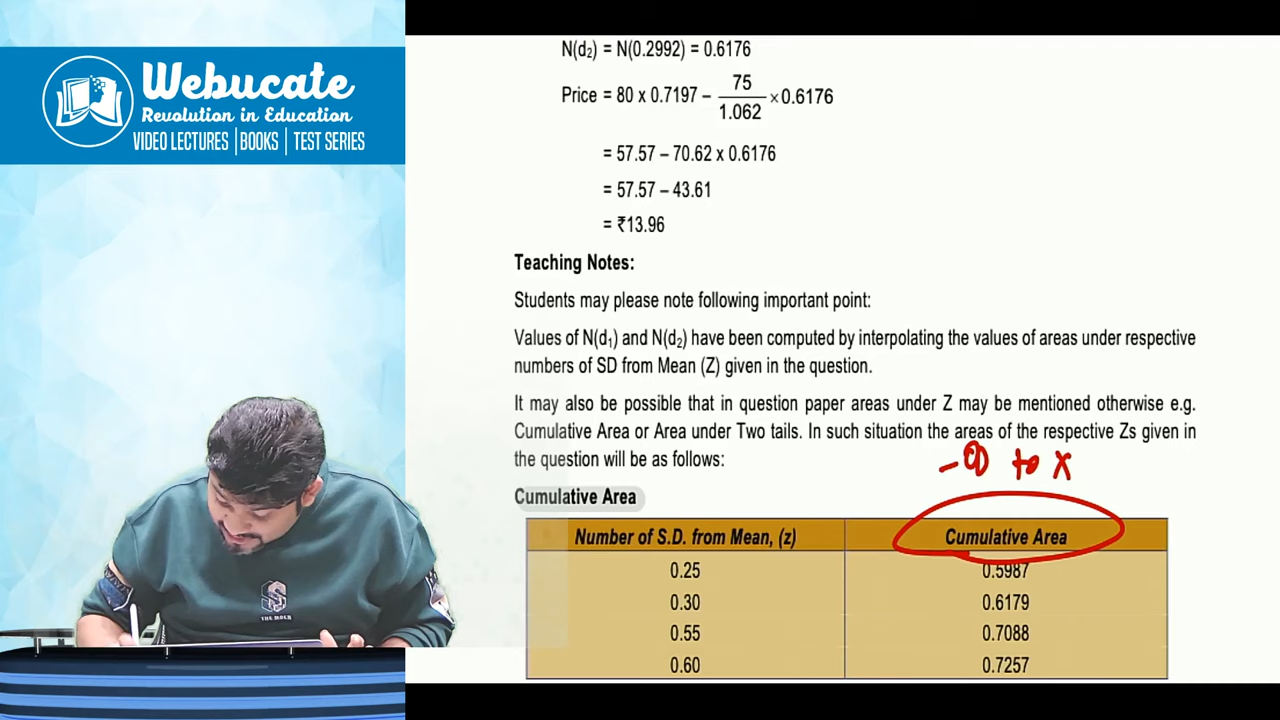 Webucate
Revolution in Education
VIDEO LECTURES | BOOKS | TEST SERIES
N(d₂) = N(0.2992) = 0.6176
Price = 80 x 0.7197 – 75/1.062 × 0.6176
= 57.57 – 70.62 x 0.6176
= 57.57 – 43.61
= ₹13.96
Teaching Notes:
Students may please note following important point:
Values of N(d₁) and N(d₂) have been computed by interpolating the values of areas under respective
numbers of SD from Mean (Z) given in the question.
It may also be possible that in question paper areas under Z may be mentioned otherwise e.g.
Cumulative Area or Area under Two tails. In such situation the areas of the respective Zs given in
the question will be as follows:
-∞ to x
Cumulative Area
Number of S.D. from Mean, (z) Cumulative Area
0.25 0.5987
0.30 0.6179
0.55 0.7088
0.60 0.7257